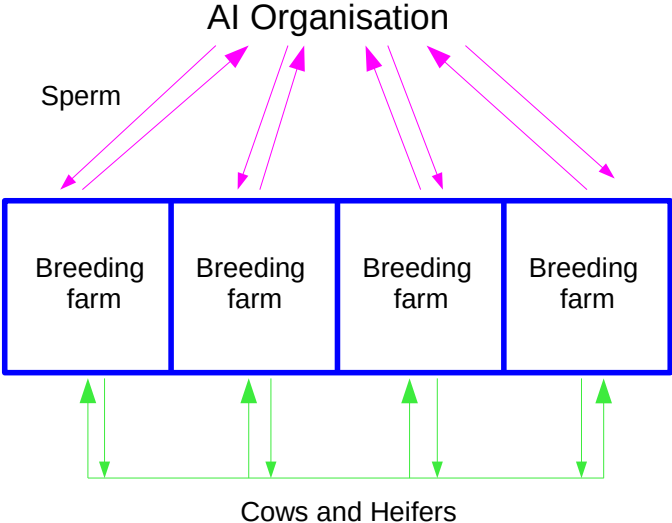 AI Organisation
Sperm
Breeding farm
Breeding farm
Breeding farm
Breeding farm
Cows and Heifers